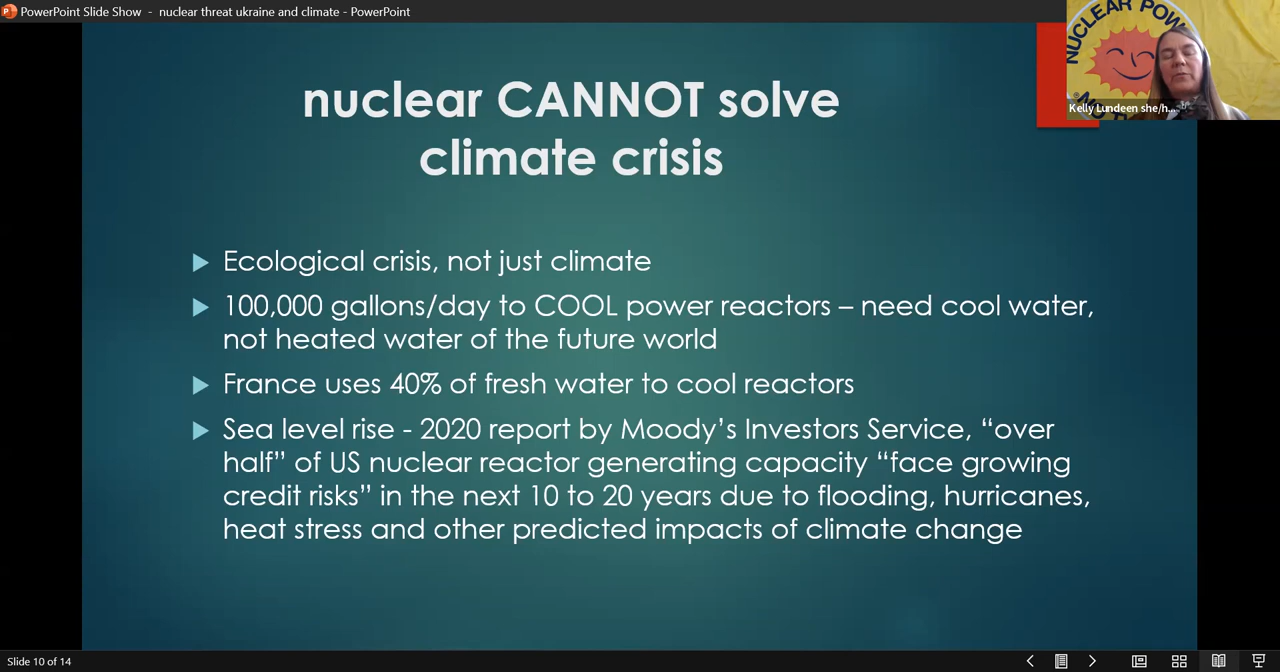 PowerPoint Slide Show - nuclear threat ukraine and climate - PowerPoint
NUCLEAR POW
Kelly Lundeen she/h...
nuclear CANNOT solve
climate crisis
Ecological crisis, not just climate
100,000 gallons/day to COOL power reactors – need cool water,
not heated water of the future world
France uses 40% of fresh water to cool reactors
Sea level rise - 2020 report by Moody’s Investors Service, “over
half” of US nuclear reactor generating capacity “face growing
credit risks” in the next 10 to 20 years due to flooding, hurricanes,
heat stress and other predicted impacts of climate change
Slide 10 of 14